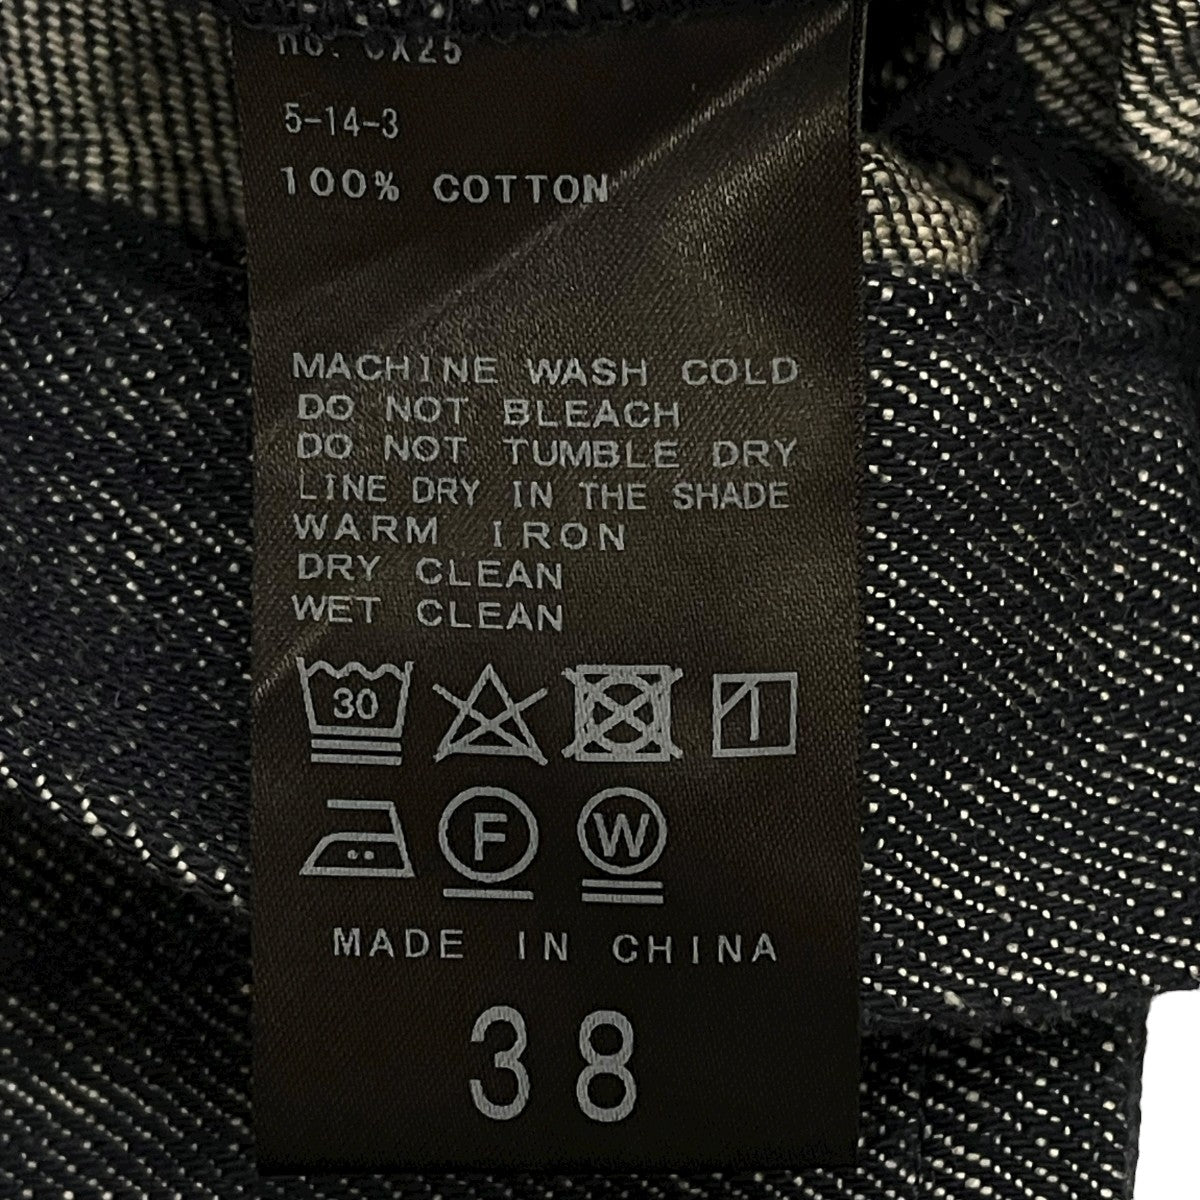 5-14-3
100% COTTON
MACHINE WASH COLD
DO NOT BLEACH
DO NOT TUMBLE DRY
LINE DRY IN THE SHADE
WARM IRON
DRY CLEAN
WET CLEAN
30
F W
MADE IN CHINA
38